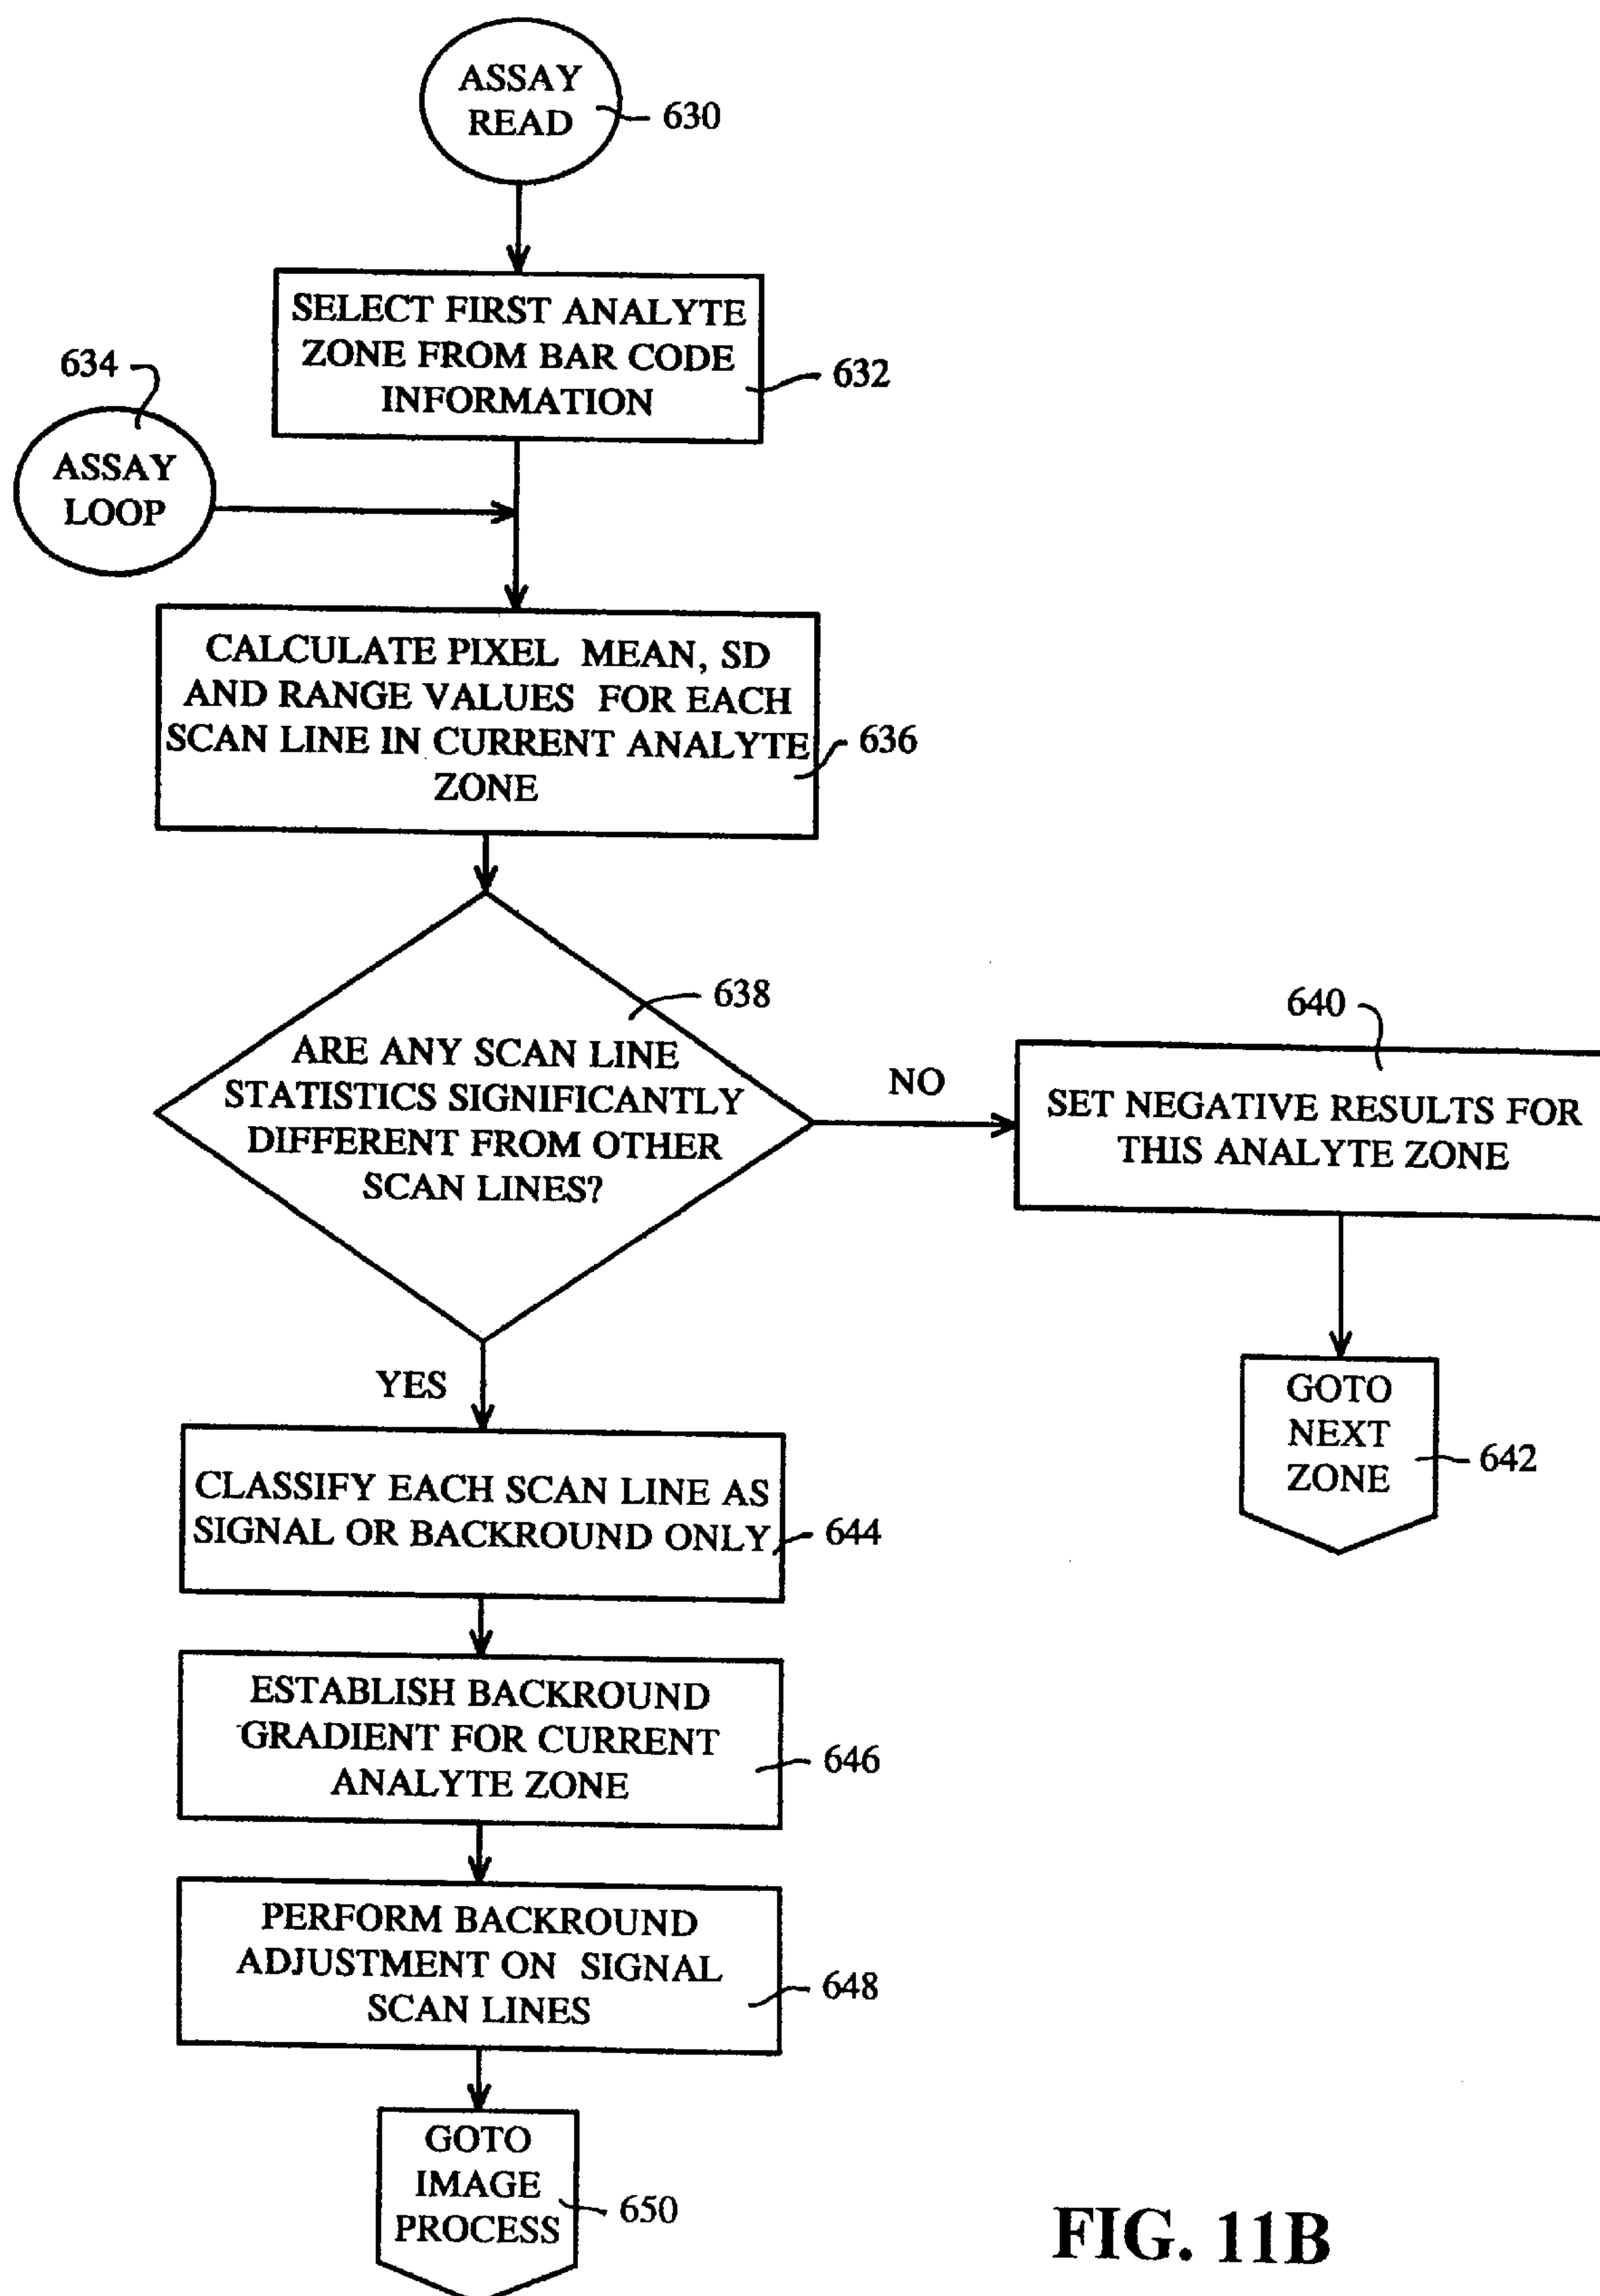 ASSAY
READ
630
SELECT FIRST ANALYTE
ZONE FROM BAR CODE
INFORMATION
632
634
ASSAY
LOOP
CALCULATE PIXEL MEAN, SD
AND RANGE VALUES FOR EACH
SCAN LINE IN CURRENT ANALYTE
ZONE
636
638
ARE ANY SCAN LINE
STATISTICS SIGNIFICANTLY
DIFFERENT FROM OTHER
SCAN LINES?
NO
640
SET NEGATIVE RESULTS FOR
THIS ANALYTE ZONE
GOTO
NEXT
ZONE
642
YES
CLASSIFY EACH SCAN LINE AS
SIGNAL OR BACKROUND ONLY
644
ESTABLISH BACKROUND
GRADIENT FOR CURRENT
ANALYTE ZONE
646
PERFORM BACKROUND
ADJUSTMENT ON SIGNAL
SCAN LINES
648
GOTO
IMAGE
PROCESS
650
FIG. 11B